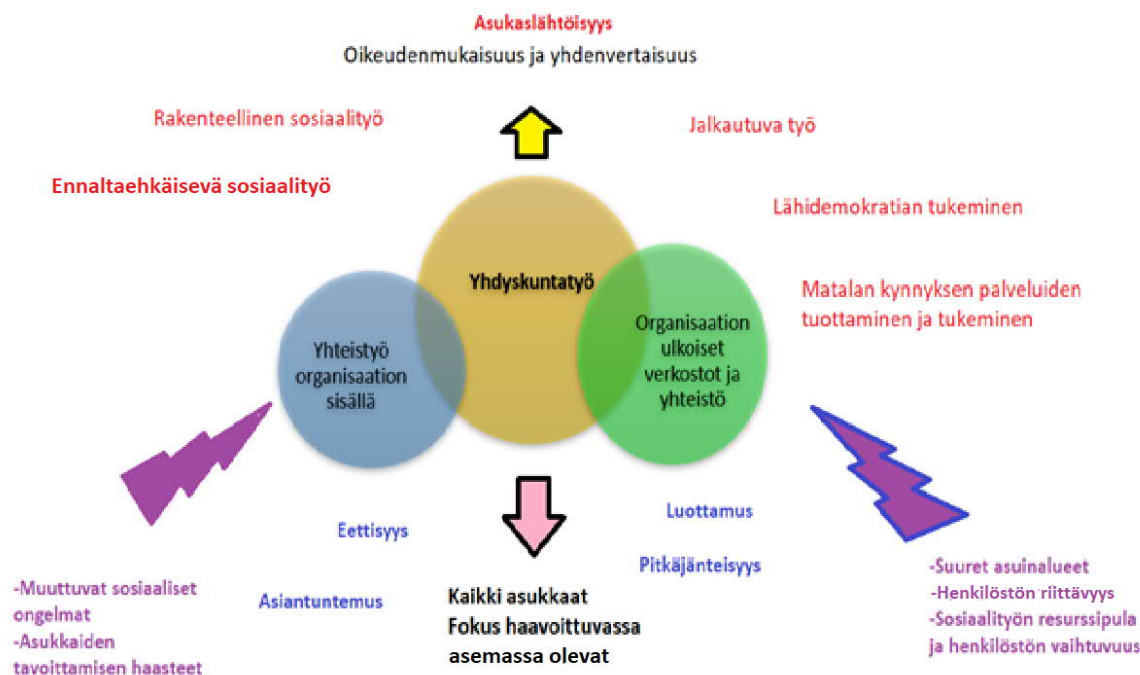 Asukaslähtöisyys
Oikeudenmukaisuus ja yhdenvertaisuus
Rakenteellinen sosiaalityö
Jalkautuva työ
Ennaltaehkäisevä sosiaalityö
Lähidemokratian tukeminen
Matalan kynnyksen palveluiden
tuottaminen ja tukeminen
Yhdyskuntatyö
Yhteistyö
organisaation
sisällä
Organisaation
ulkoiset
verkostot ja
yhteistö
Eettisyys
Asiantuntemus
Luottamus
Pitkäjänteisyys
Kaikki asukkaat
Fokus haavoittuvassa
asemassa olevat
-Muuttuvat sosiaaliset
ongelmat
-Asukkaiden
tavoittamisen haasteet
-Suuret asuinalueet
-Henkilöstön riittävyys
-Sosiaalityön resurssipula
ja henkilöstön vaihtuvuus